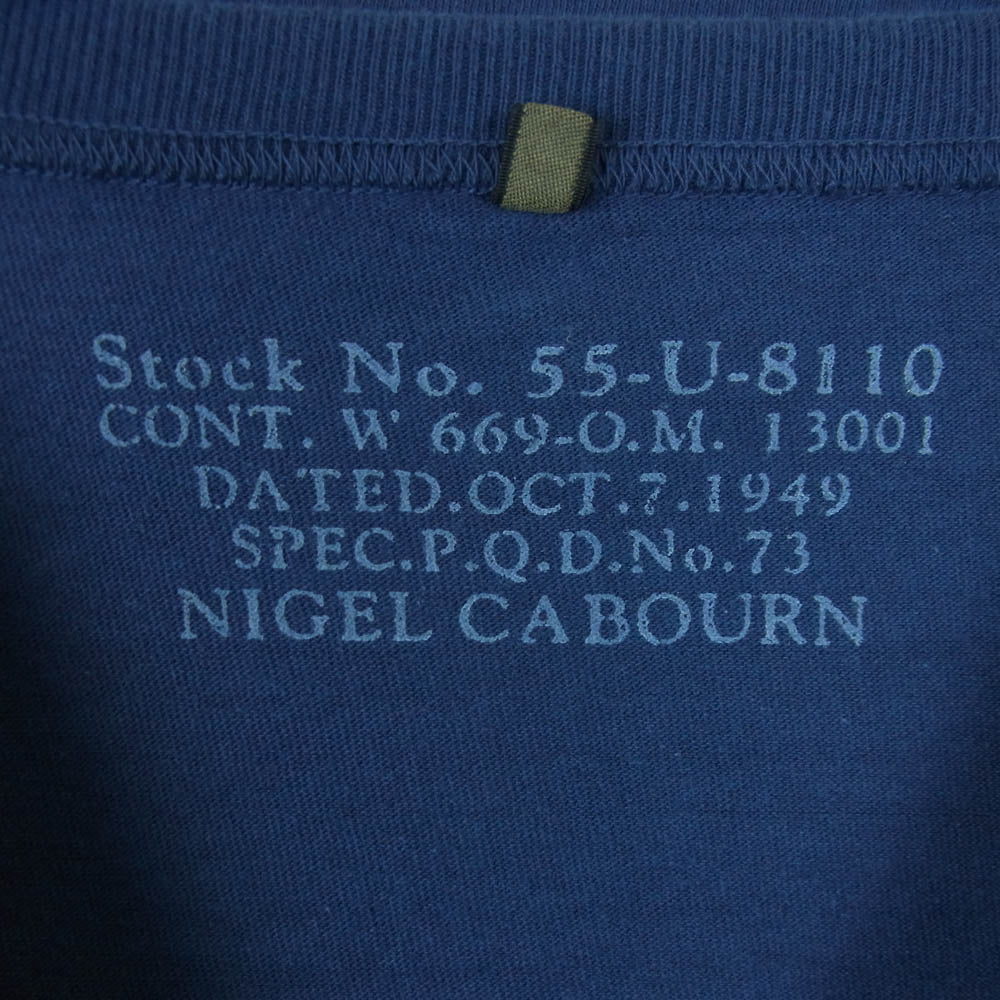 Stock No. 55-U-8110
CONT. W 669-O.M. 13001
DATED.OCT.7.1949
SPEC.P.Q.D.No.73
NIGEL CABOURN